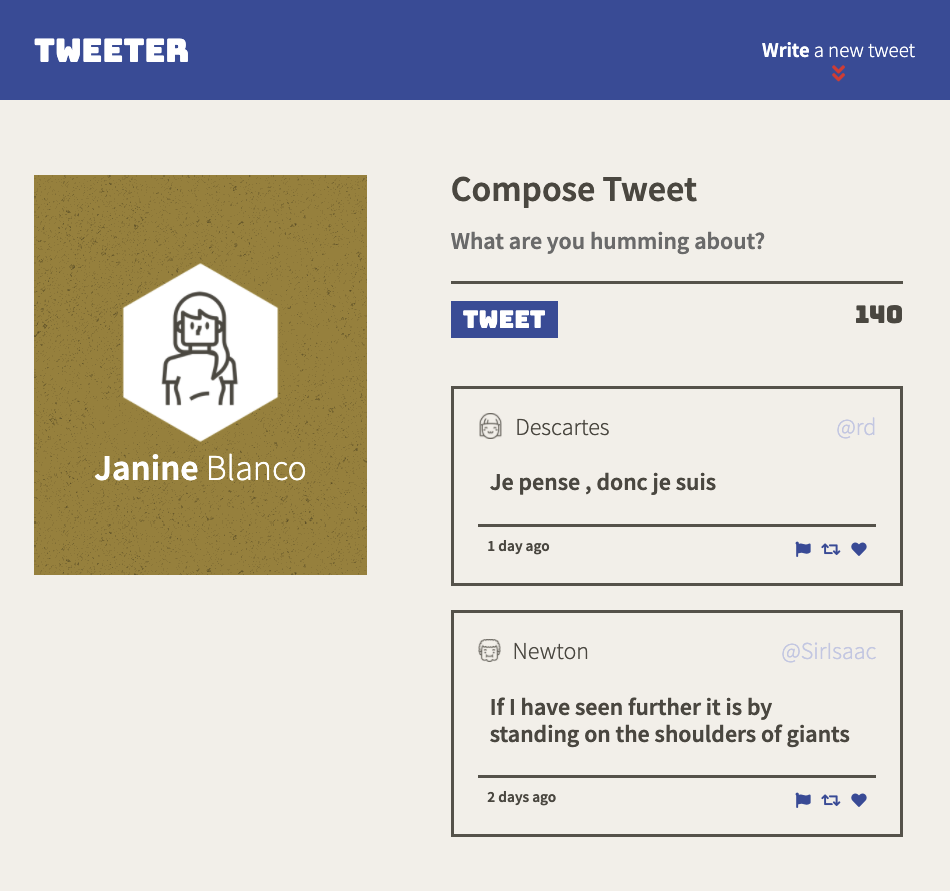 TWEETER
Write a new tweet
Janine Blanco
Compose Tweet
What are you humming about?
TWEET
140
Descartes
@rd
Je pense , donc je suis
1 day ago
Newton
@SirIsaac
If I have seen further it is by
standing on the shoulders of giants
2 days ago